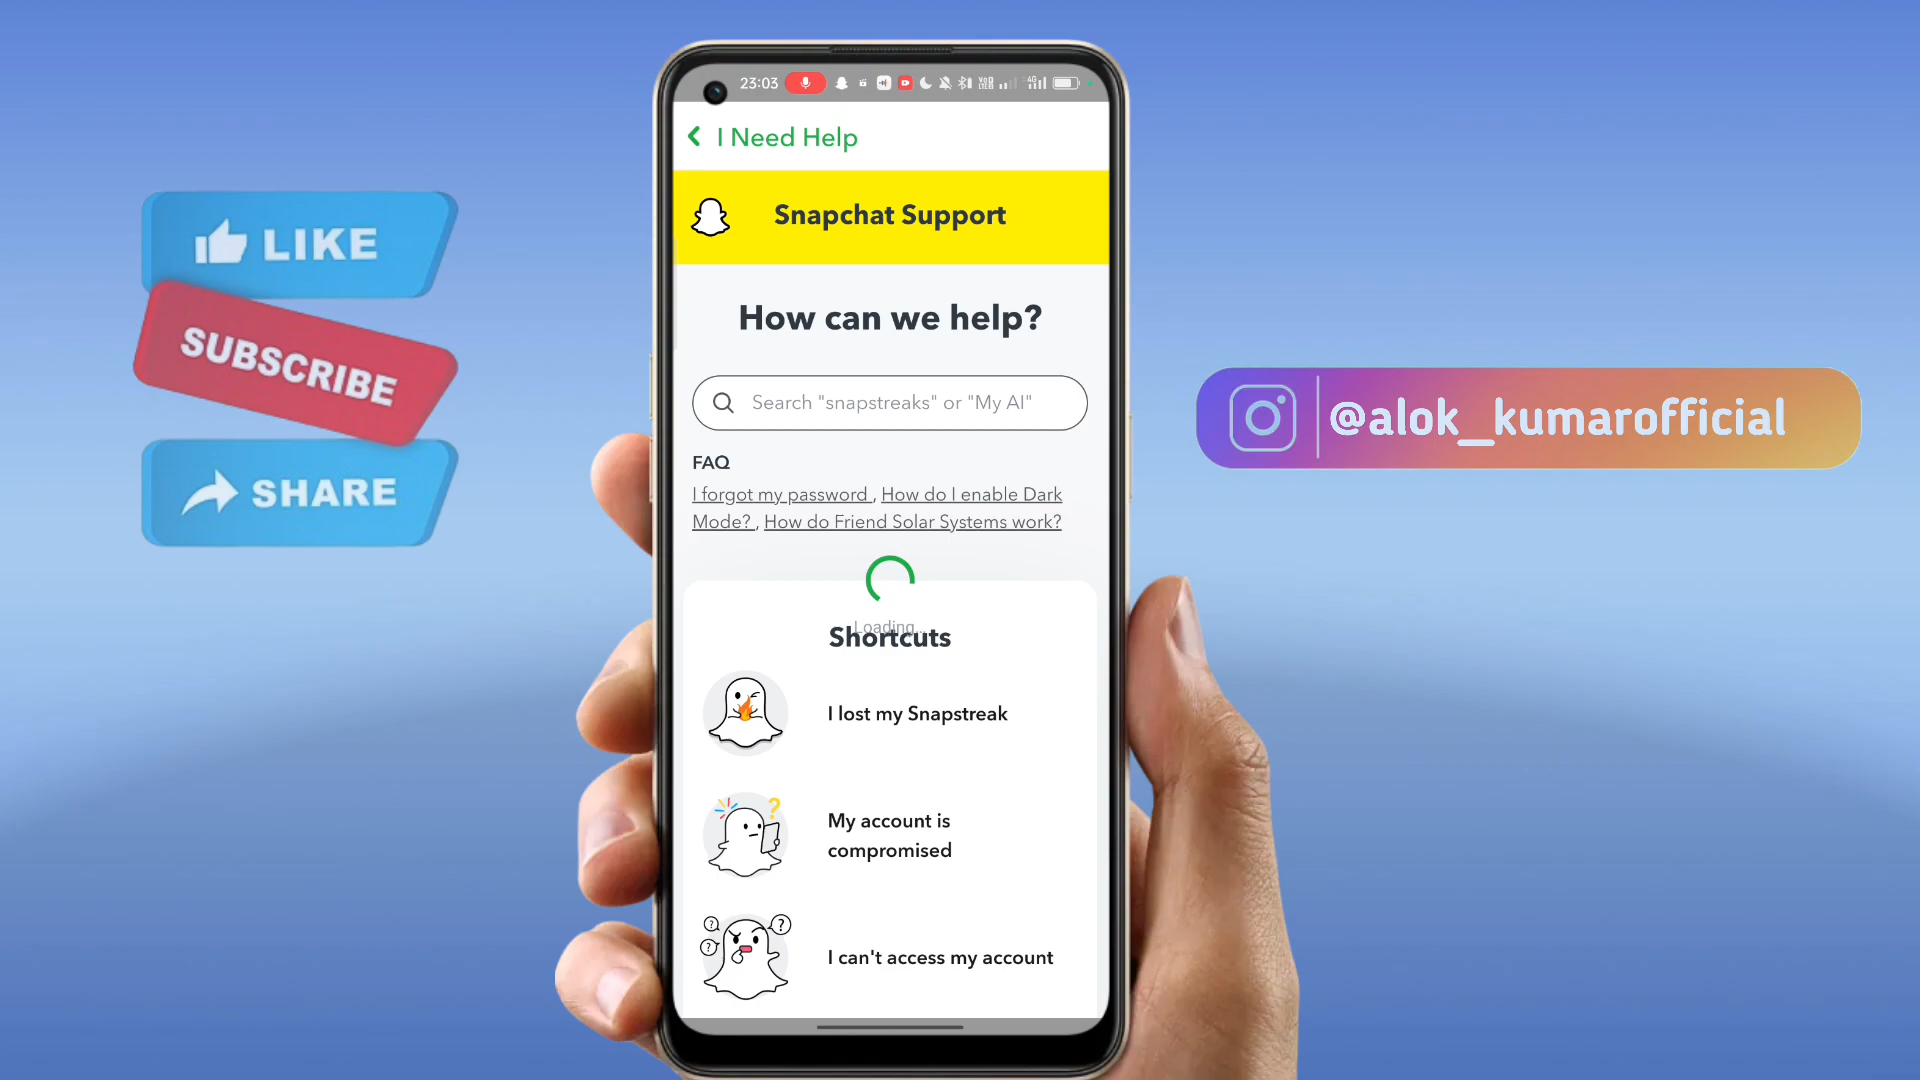 23:03
4G
I Need Help
Snapchat Support
How can we help?
Search "snapstreaks" or "My AI"
FAQ
I forgot my password , How do I enable Dark
Mode? , How do Friend Solar Systems work?
Loading...
Shortcuts
I lost my Snapstreak
My account is
compromised
I can't access my account
LIKE
SUBSCRIBE
SHARE
@alok_kumarofficial